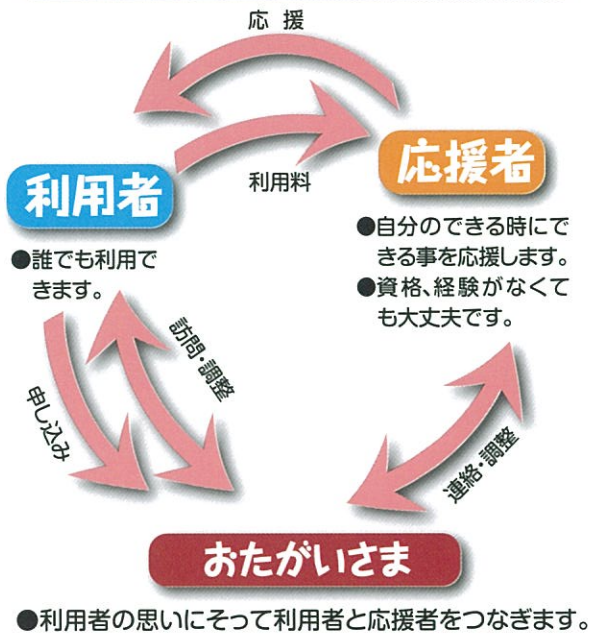 応援
利用料
利用者
応援者
●誰でも利用で
きます。
●自分のできる時にで
きる事を応援します。
●資格、経験がなくて
も大丈夫です。
申し込み
訪問・調整
連絡・調整
おたがいさま
●利用者の思いにそって利用者と応援者をつなぎます。